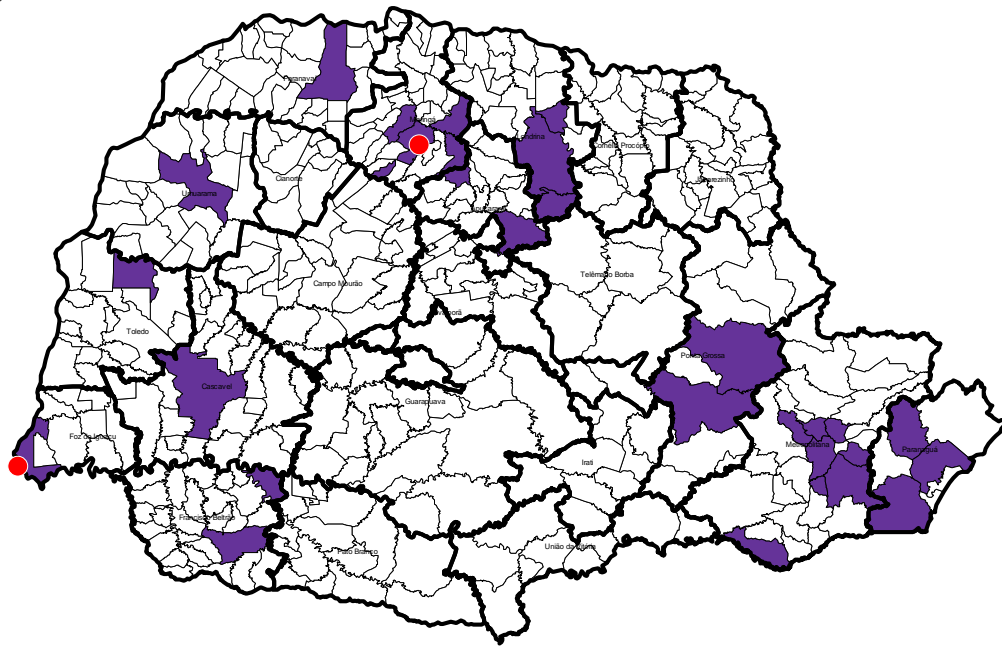 Paranavaí
Maringá
Londrina
Cornélio Procópio
Jacarezinho
Cianorte
Umuarama
Apucarana
Telêmaco Borba
Campo Mourão
Ivaiporã
Toledo
Ponta Grossa
Cascavel
Guarapuava
Foz do Iguaçu
Metropolitana
Paranaguá
Irati
Francisco Beltrão
Pato Branco
União da Vitória